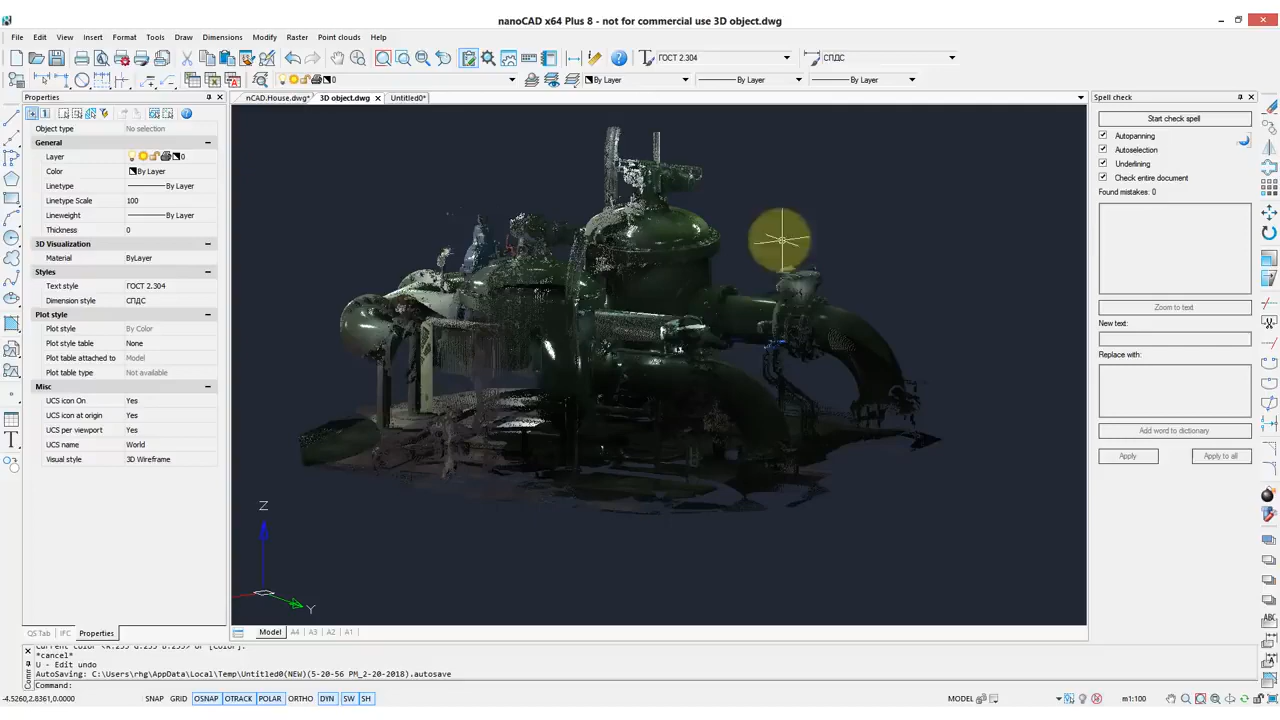 nanoCAD x64 Plus 8 - not for commercial use 3D object.dwg
File Edit View Insert Format Tools Draw Dimensions Modify Raster Point clouds Help
ГОСТ 2.304 СПДС
0 By Layer By Layer By Layer
Properties
nCAD.House.dwg* 3D object.dwg Untitled0*
Spell check
Object type No selection
General
Layer 0
Color By Layer
Linetype By Layer
Linetype Scale 100
Lineweight By Layer
Thickness 0
3D Visualization
Material ByLayer
Styles
Text style ГОСТ 2.304
Dimension style СПДС
Plot style
Plot style By Color
Plot style table None
Plot table attached to Model
Plot table type Not available
Misc
UCS icon On Yes
UCS icon at origin Yes
UCS per viewport Yes
UCS name World
Visual style 3D Wireframe
Start check spell
Autopanning
Autoselection
Underlining
Check entire document
Found mistakes: 0
Zoom to text
New text:
Replace with:
Add word to dictionary
Apply Apply to all
ABC
Z
Y
QS Tab IFC Properties
Model A4 A3 A2 A1
*cancel*
U - Edit undo
AutoSaving: C:\Users\rhg\AppData\Local\Temp\Untitled0(NEW)(5-20-56 PM_2-20-2018).autosave
Command:
-4.5260,2.8361,0.0000 SNAP GRID OSNAP OTRACK POLAR ORTHO DYN SW SH MODEL m1:100